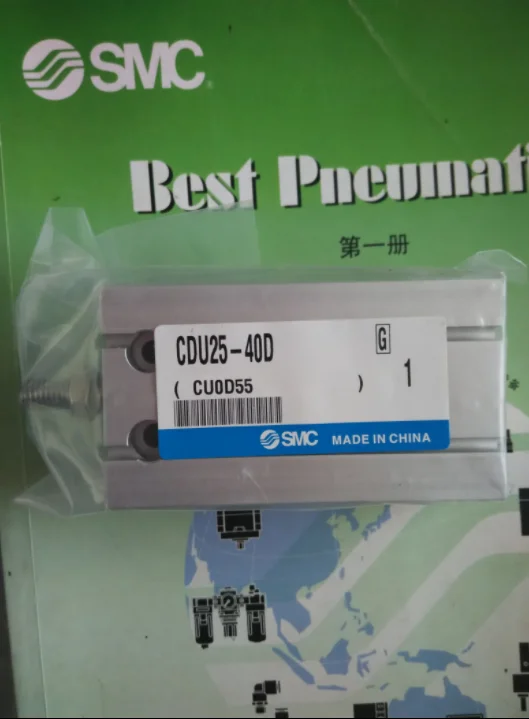 SMC
Best Pneumati
第一册
CDU25-40D
G
( CU0D55 )
1
SMC MADE IN CHINA